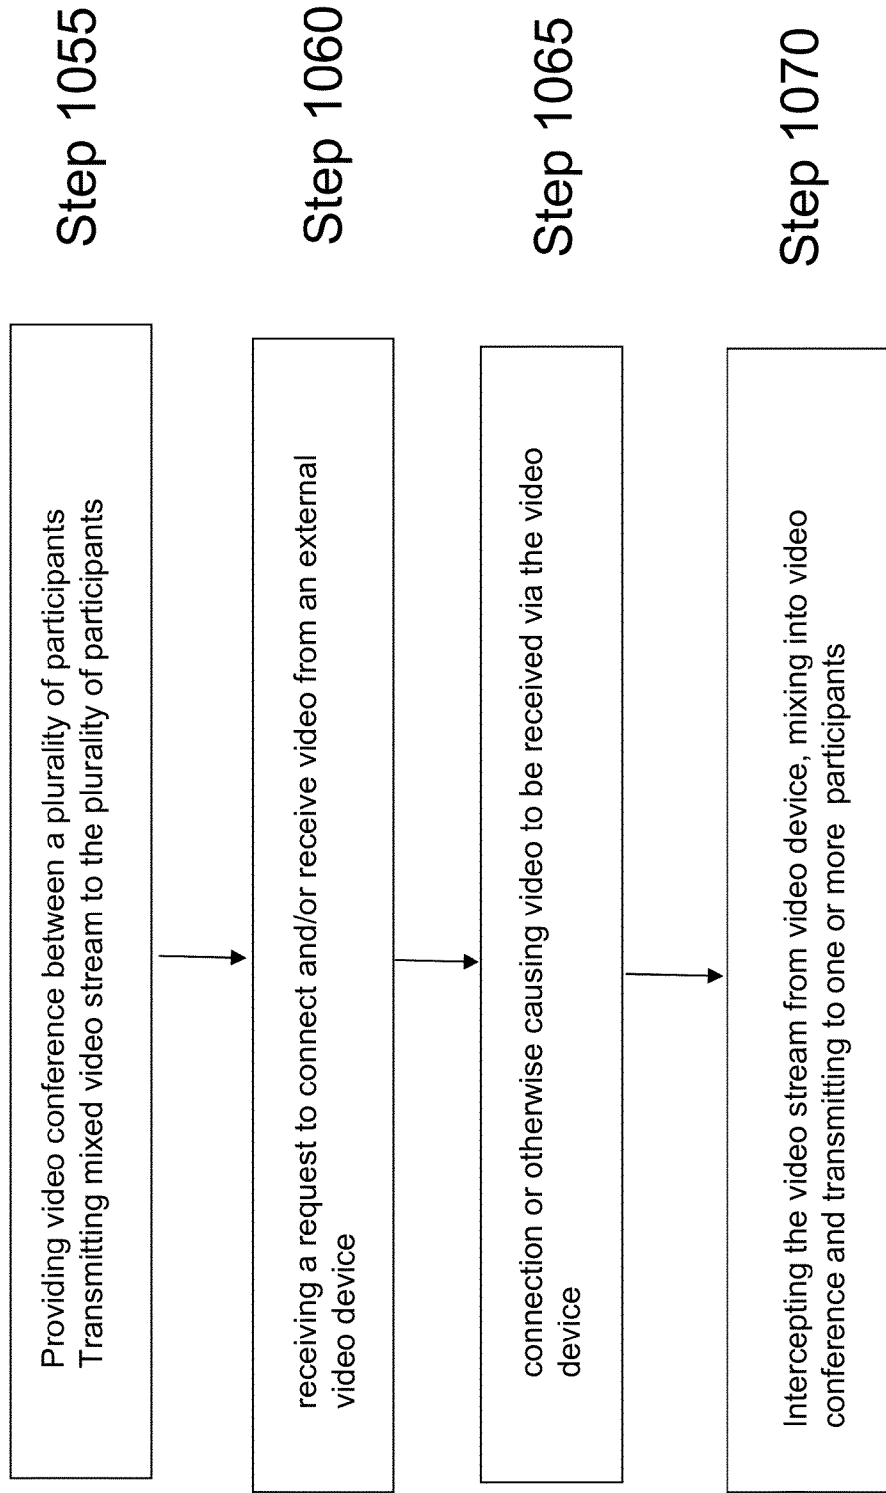 Step 1055
Providing video conference between a plurality of participants
Transmitting mixed video stream to the plurality of participants
Step 1060
receiving a request to connect and/or receive video from an external
video device
Step 1065
connection or otherwise causing video to be received via the video
device
Step 1070
Intercepting the video stream from video device, mixing into video
conference and transmitting to one or more participants